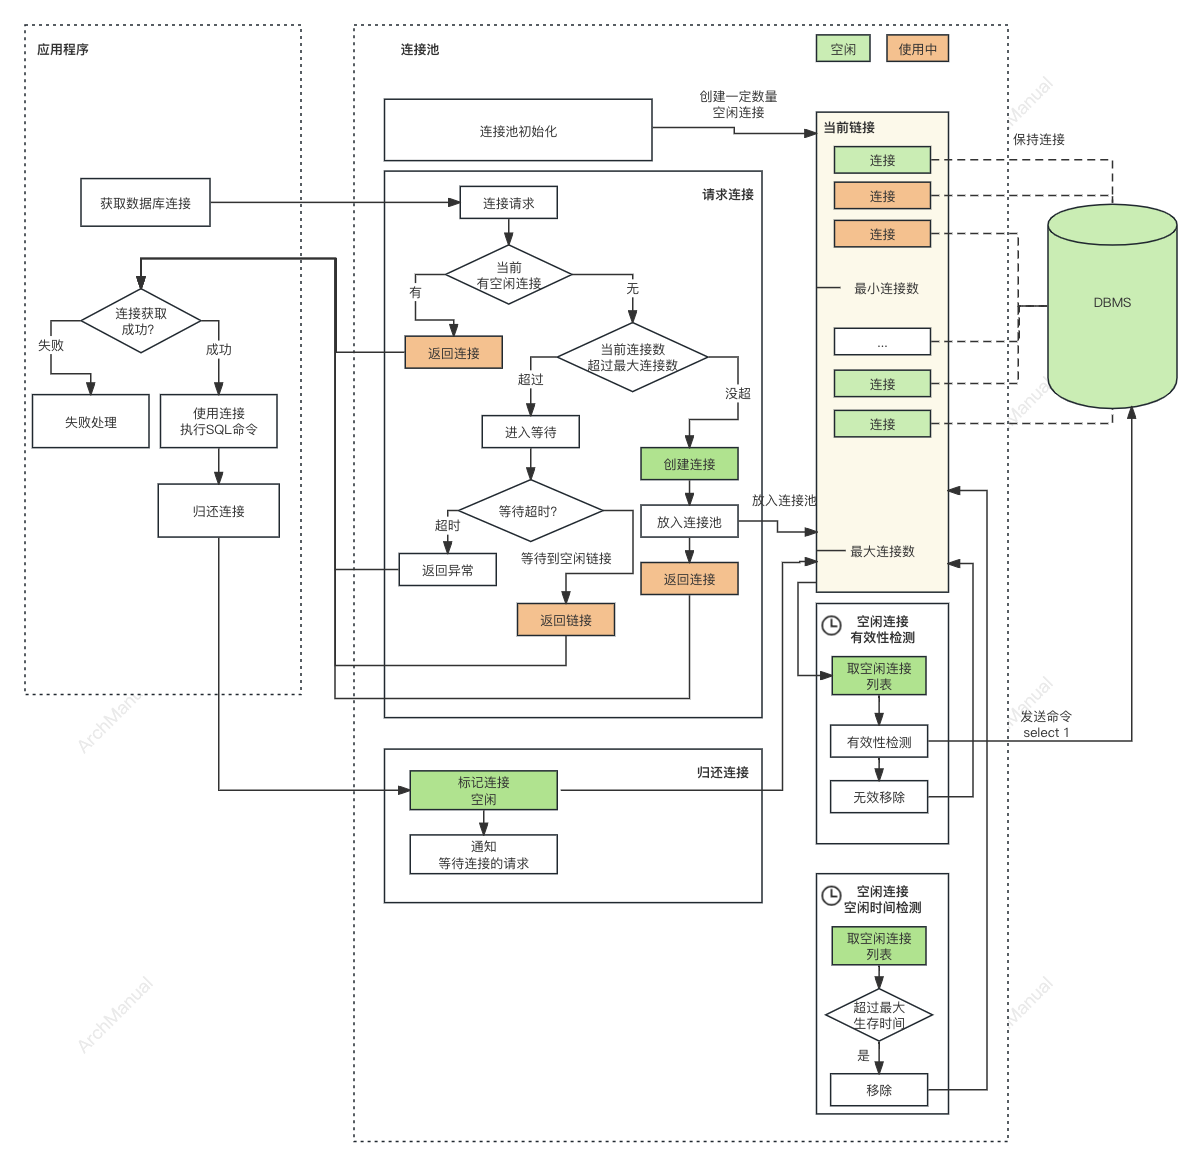 应用程序
连接池
空闲
使用中
创建一定数量
空闲连接
连接池初始化
当前链接
连接
连接
连接
最小连接数
...
连接
连接
最大连接数
保持连接
DBMS
获取数据库连接
请求连接
连接请求
当前
有空闲连接
有
无
返回连接
当前连接数
超过最大连接数
超过
没超
连接获取
成功?
失败
成功
失败处理
使用连接
执行SQL命令
归还连接
进入等待
等待超时?
超时
返回异常
等待到空闲链接
返回链接
创建连接
放入连接池
放入连接池
返回连接
空闲连接
有效性检测
取空闲连接
列表
有效性检测
无效移除
发送命令
select 1
归还连接
标记连接
空闲
通知
等待连接的请求
空闲连接
空闲时间检测
取空闲连接
列表
超过最大
生存时间
是
移除
Manual
Manual
ArchManual
Manual
ArchManual
Manual